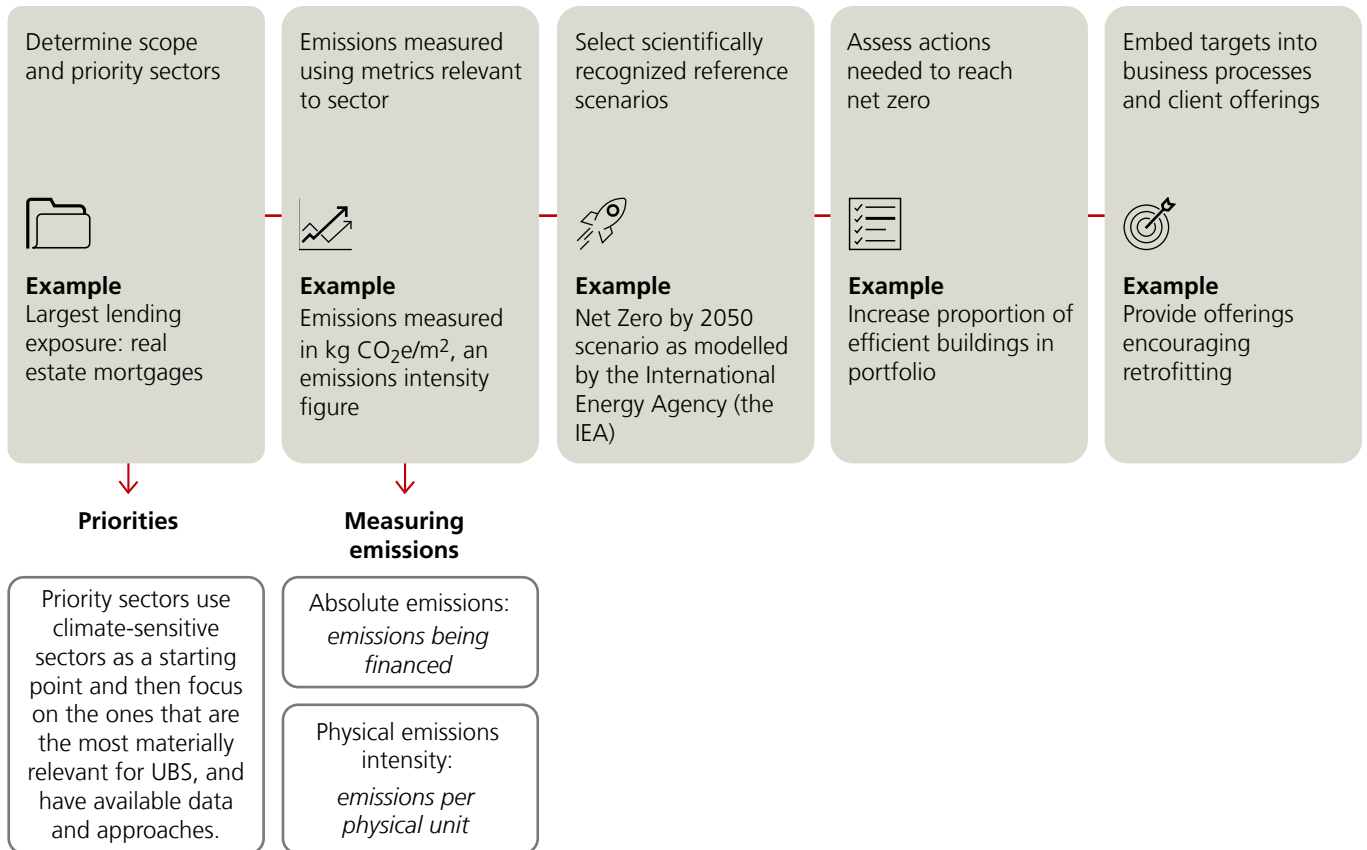 Determine scope
and priority sectors
Example
Largest lending
exposure: real
estate mortgages
Emissions measured
using metrics relevant
to sector
Example
Emissions measured
in kg CO₂e/m², an
emissions intensity
figure
Select scientifically
recognized reference
scenarios
Example
Net Zero by 2050
scenario as modelled
by the International
Energy Agency (the
IEA)
Assess actions
needed to reach
net zero
Example
Increase proportion of
efficient buildings in
portfolio
Embed targets into
business processes
and client offerings
Example
Provide offerings
encouraging
retrofitting
Priorities
Priority sectors use
climate-sensitive
sectors as a starting
point and then focus
on the ones that are
the most materially
relevant for UBS, and
have available data
and approaches.
Measuring
emissions
Absolute emissions:
emissions being
financed
Physical emissions
intensity:
emissions per
physical unit